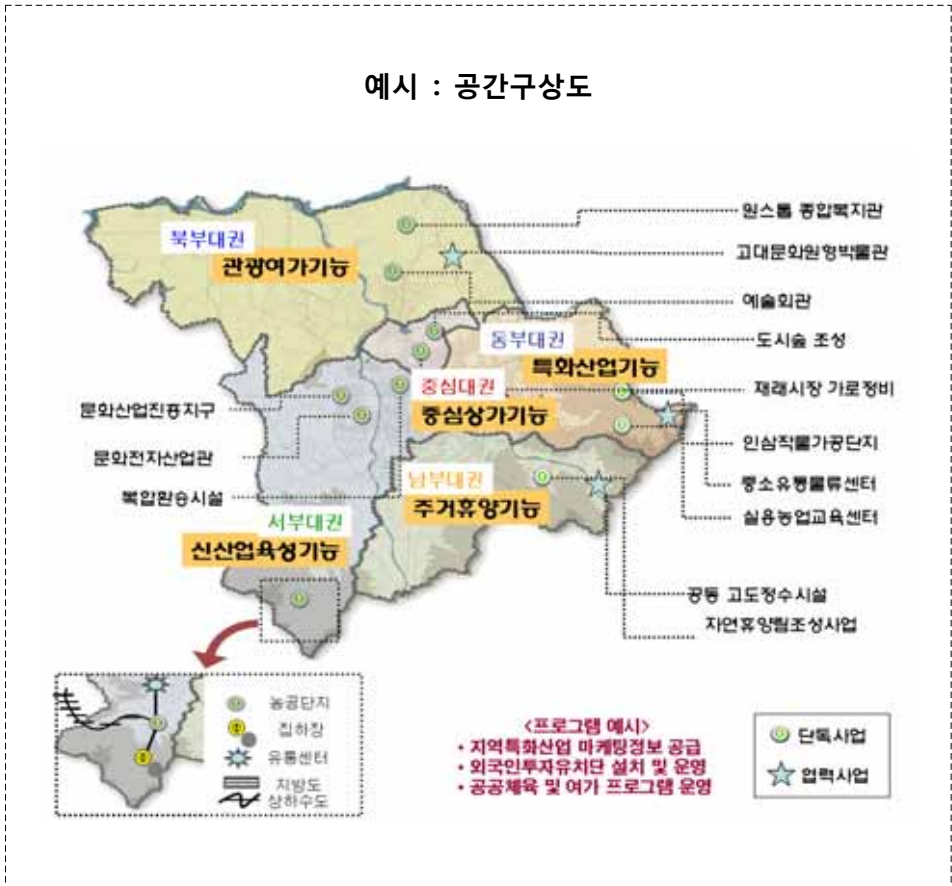 예시 : 공간구상도
원스톱 종합복지관
북부대권
관광여가기능
고대문화원형박물관
예술회관
동부대권
도시숲 조성
특화산업기능
중심대권
재래시장 가로정비
문화산업진흥지구
중심상가기능
인삼작물가공단지
문화전자산업관
남부대권
중소유통물류센터
복합환승시설
주거휴양기능
실용농업교육센터
서부대권
신산업육성기능
공동 고도정수시설
자연휴양림조성사업
농공단지
집하장
유통센터
지방도
상하수도
<프로그램 예시>
• 지역특화산업 마케팅정보 공급
• 외국인투자유치단 설치 및 운영
• 공공체육 및 여가 프로그램 운영
단독사업
협력사업